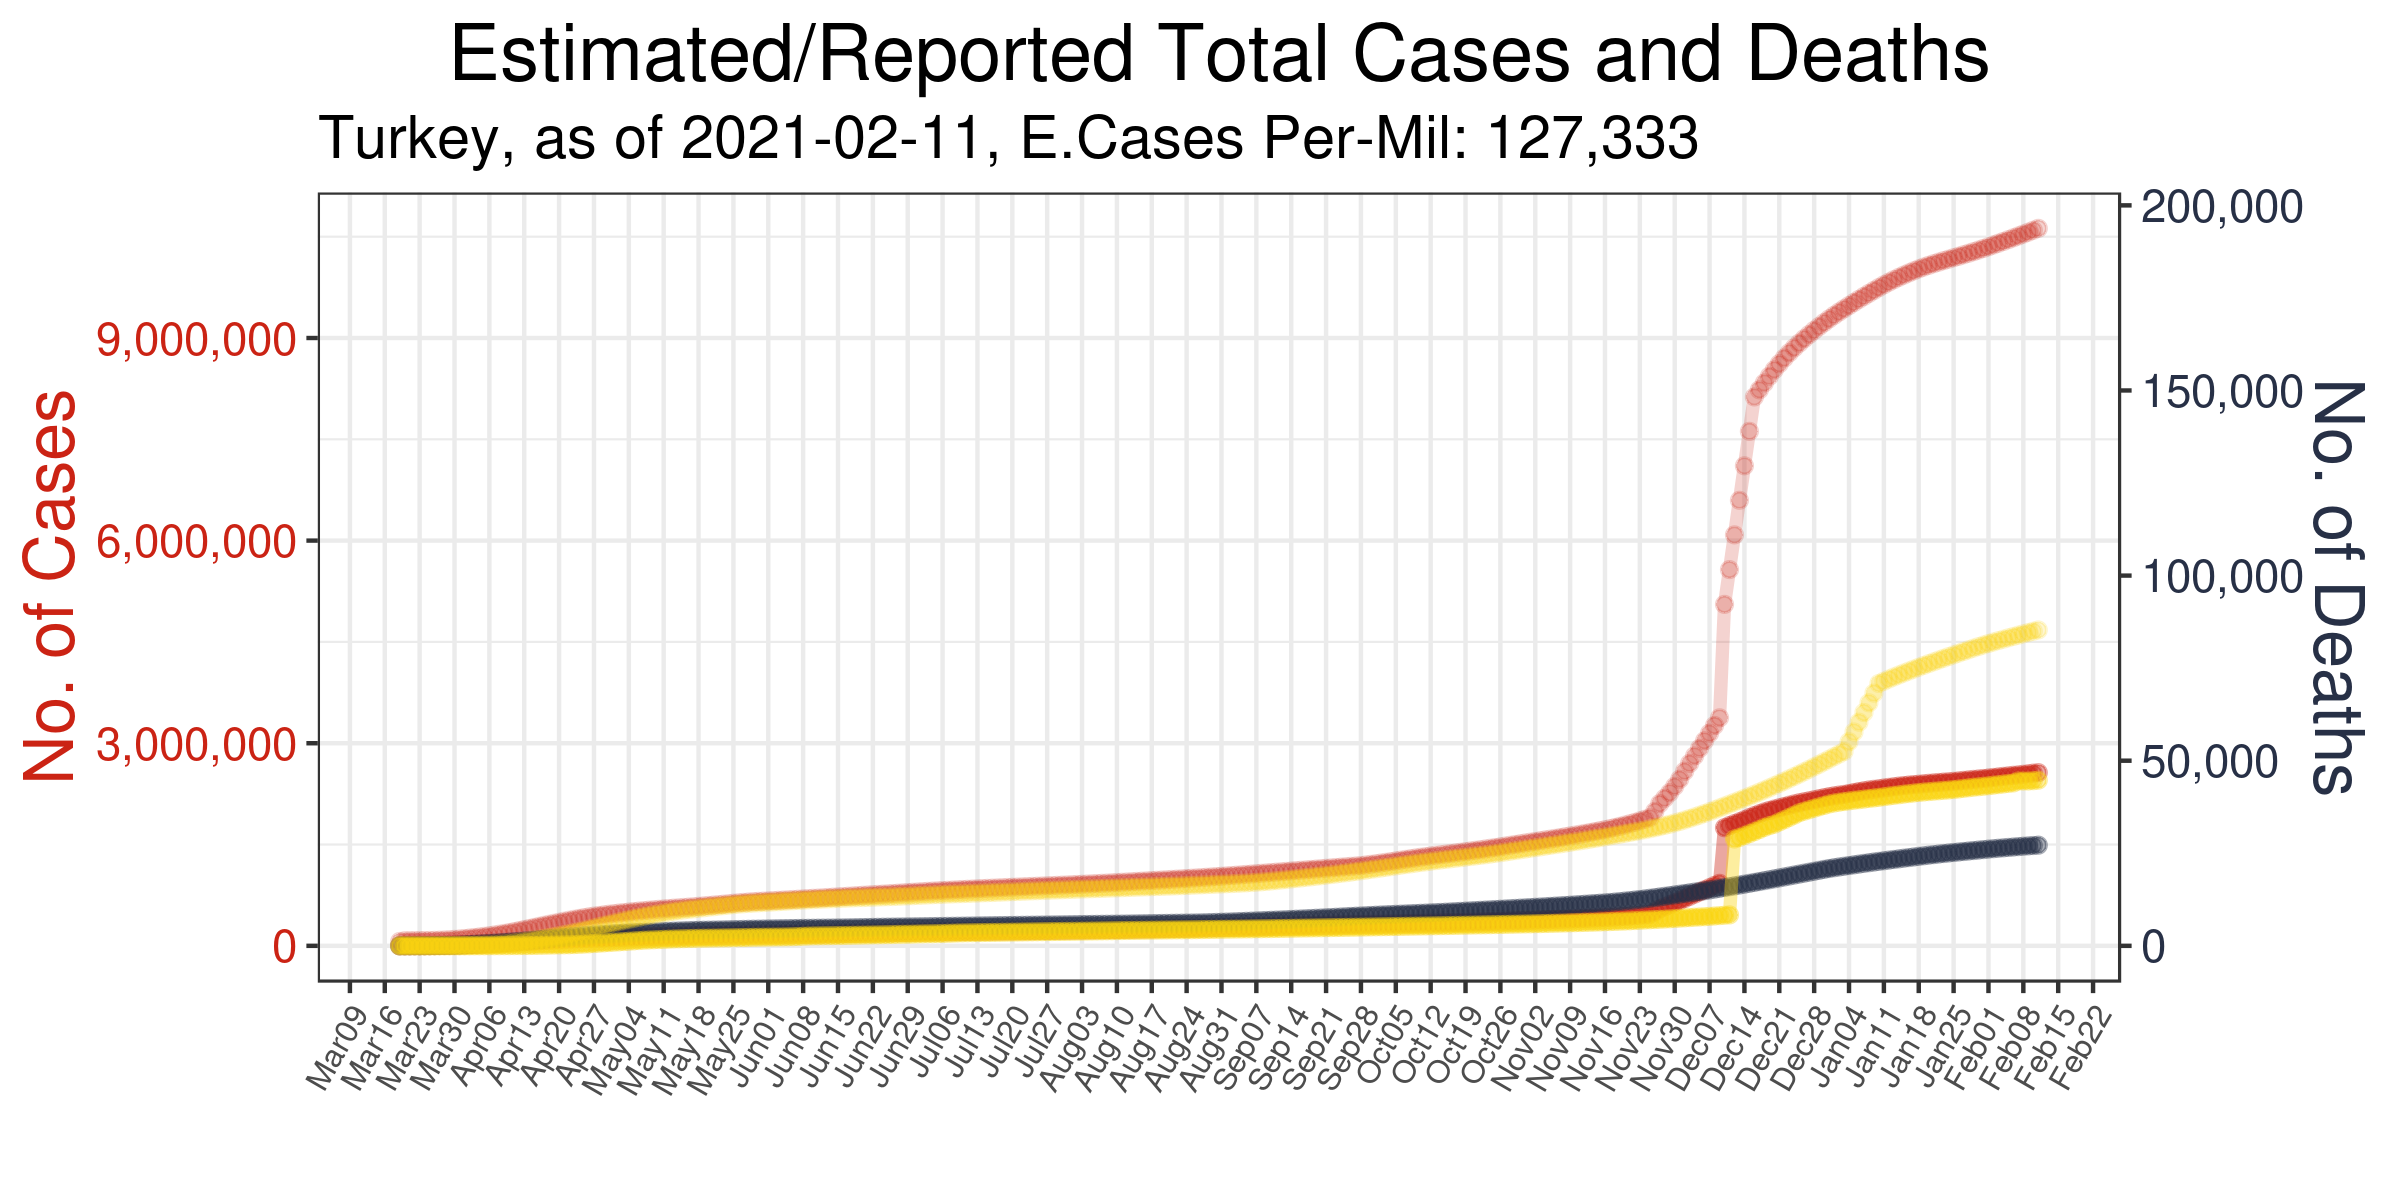 Estimated/Reported Total Cases and Deaths
Turkey, as of 2021-02-11, E.Cases Per-Mil: 127,333
No. of Cases
9,000,000
6,000,000
3,000,000
0
200,000
150,000
100,000
50,000
0
No. of Deaths
Mar09
Mar16
Mar23
Mar30
Apr06
Apr13
Apr20
Apr27
May04
May11
May18
May25
Jun01
Jun08
Jun15
Jun22
Jun29
Jul06
Jul13
Jul20
Jul27
Aug03
Aug10
Aug17
Aug24
Aug31
Sep07
Sep14
Sep21
Sep28
Oct05
Oct12
Oct19
Oct26
Nov02
Nov09
Nov16
Nov23
Nov30
Dec07
Dec14
Dec21
Dec28
Jan04
Jan11
Jan18
Jan25
Feb01
Feb08
Feb15
Feb22